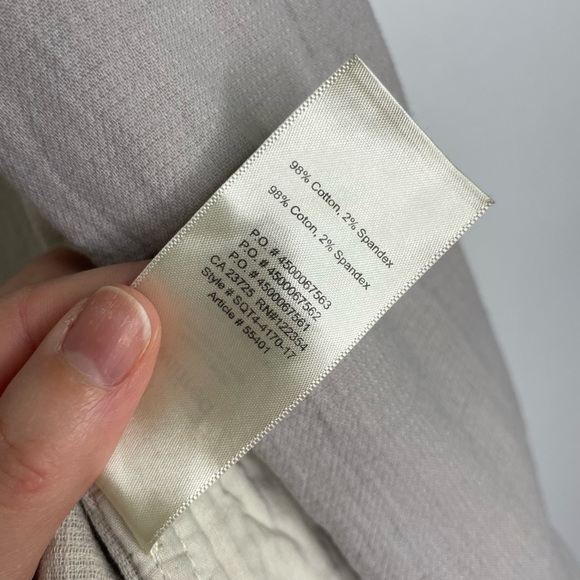 98% Cotton, 2% Spandex
98% Coton, 2% Spandex
P.O. # 4500067563
P.O. # 4500067562
P.O. # 4500067561
CA 23725 RN#122354
Style # SQT4-4170-17
Article # 55401